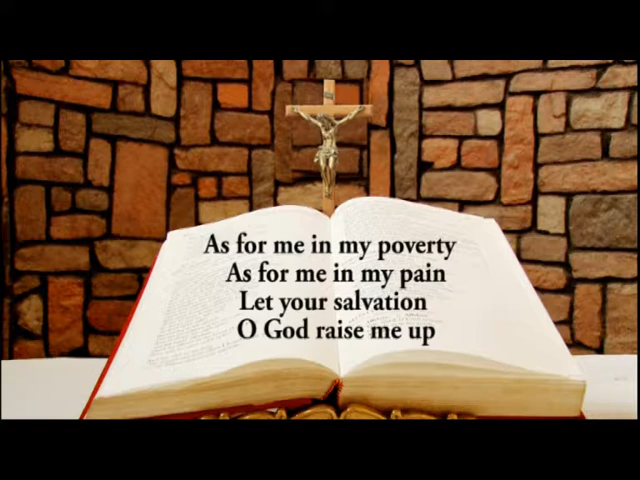 As for me in my poverty
As for me in my pain
Let your salvation
O God raise me up